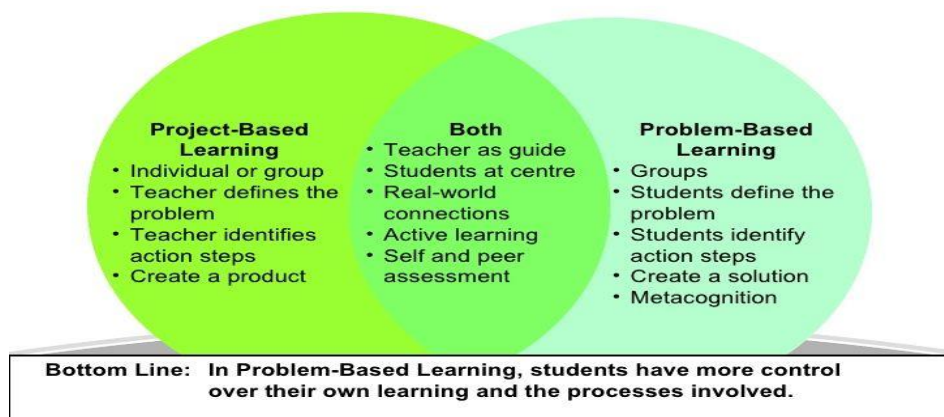 Project-Based
Learning
• Individual or group
• Teacher defines the
problem
• Teacher identifies
action steps
• Create a product
Both
• Teacher as guide
• Students at centre
• Real-world
connections
• Active learning
• Self and peer
assessment
Problem-Based
Learning
• Groups
• Students define the
problem
• Students identify
action steps
• Create a solution
• Metacognition
Bottom Line: In Problem-Based Learning, students have more control
over their own learning and the processes involved.